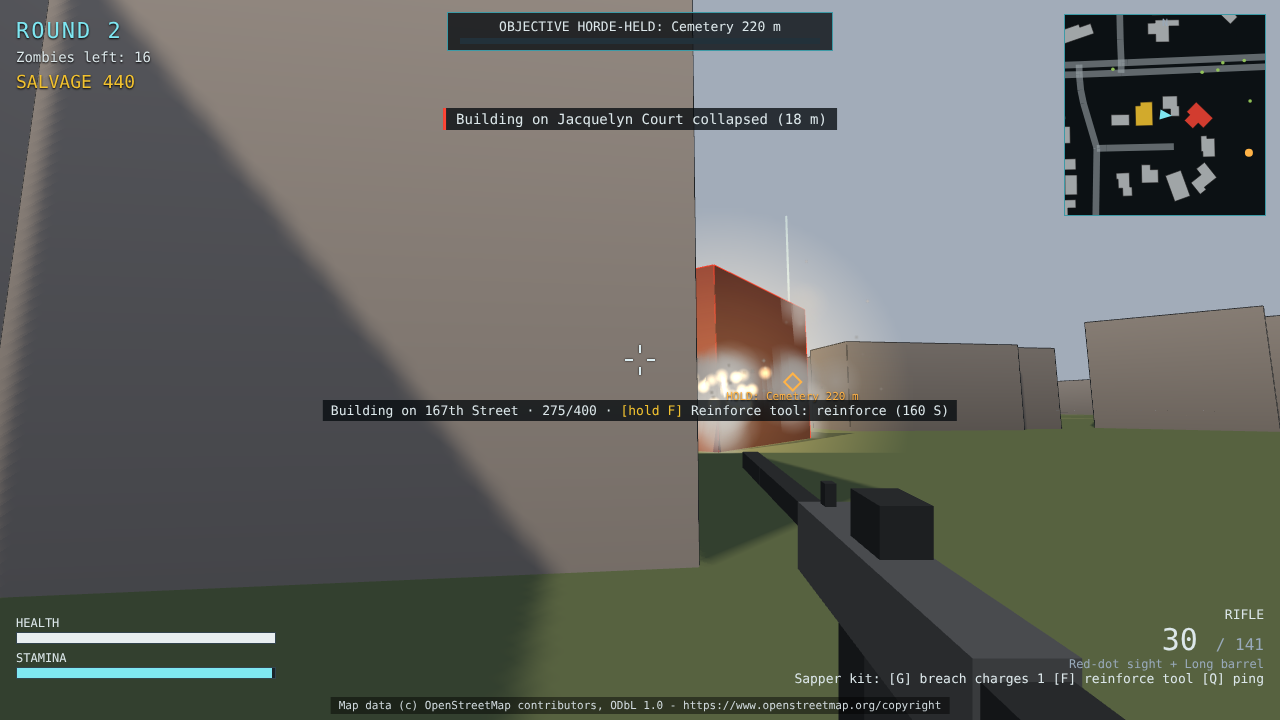 ROUND 2
Zombies left: 16
SALVAGE 440
OBJECTIVE HORDE-HELD: Cemetery 220 m
Building on Jacquelyn Court collapsed (18 m)
HOLD: Cemetery 220 m
Building on 167th Street · 275/400 · [hold F] Reinforce tool: reinforce (160 S)
HEALTH
STAMINA
RIFLE
30 / 141
Red-dot sight + Long barrel
Sapper kit: [G] breach charges 1 [F] reinforce tool [Q] ping
Map data (c) OpenStreetMap contributors, ODbL 1.0 - https://www.openstreetmap.org/copyright